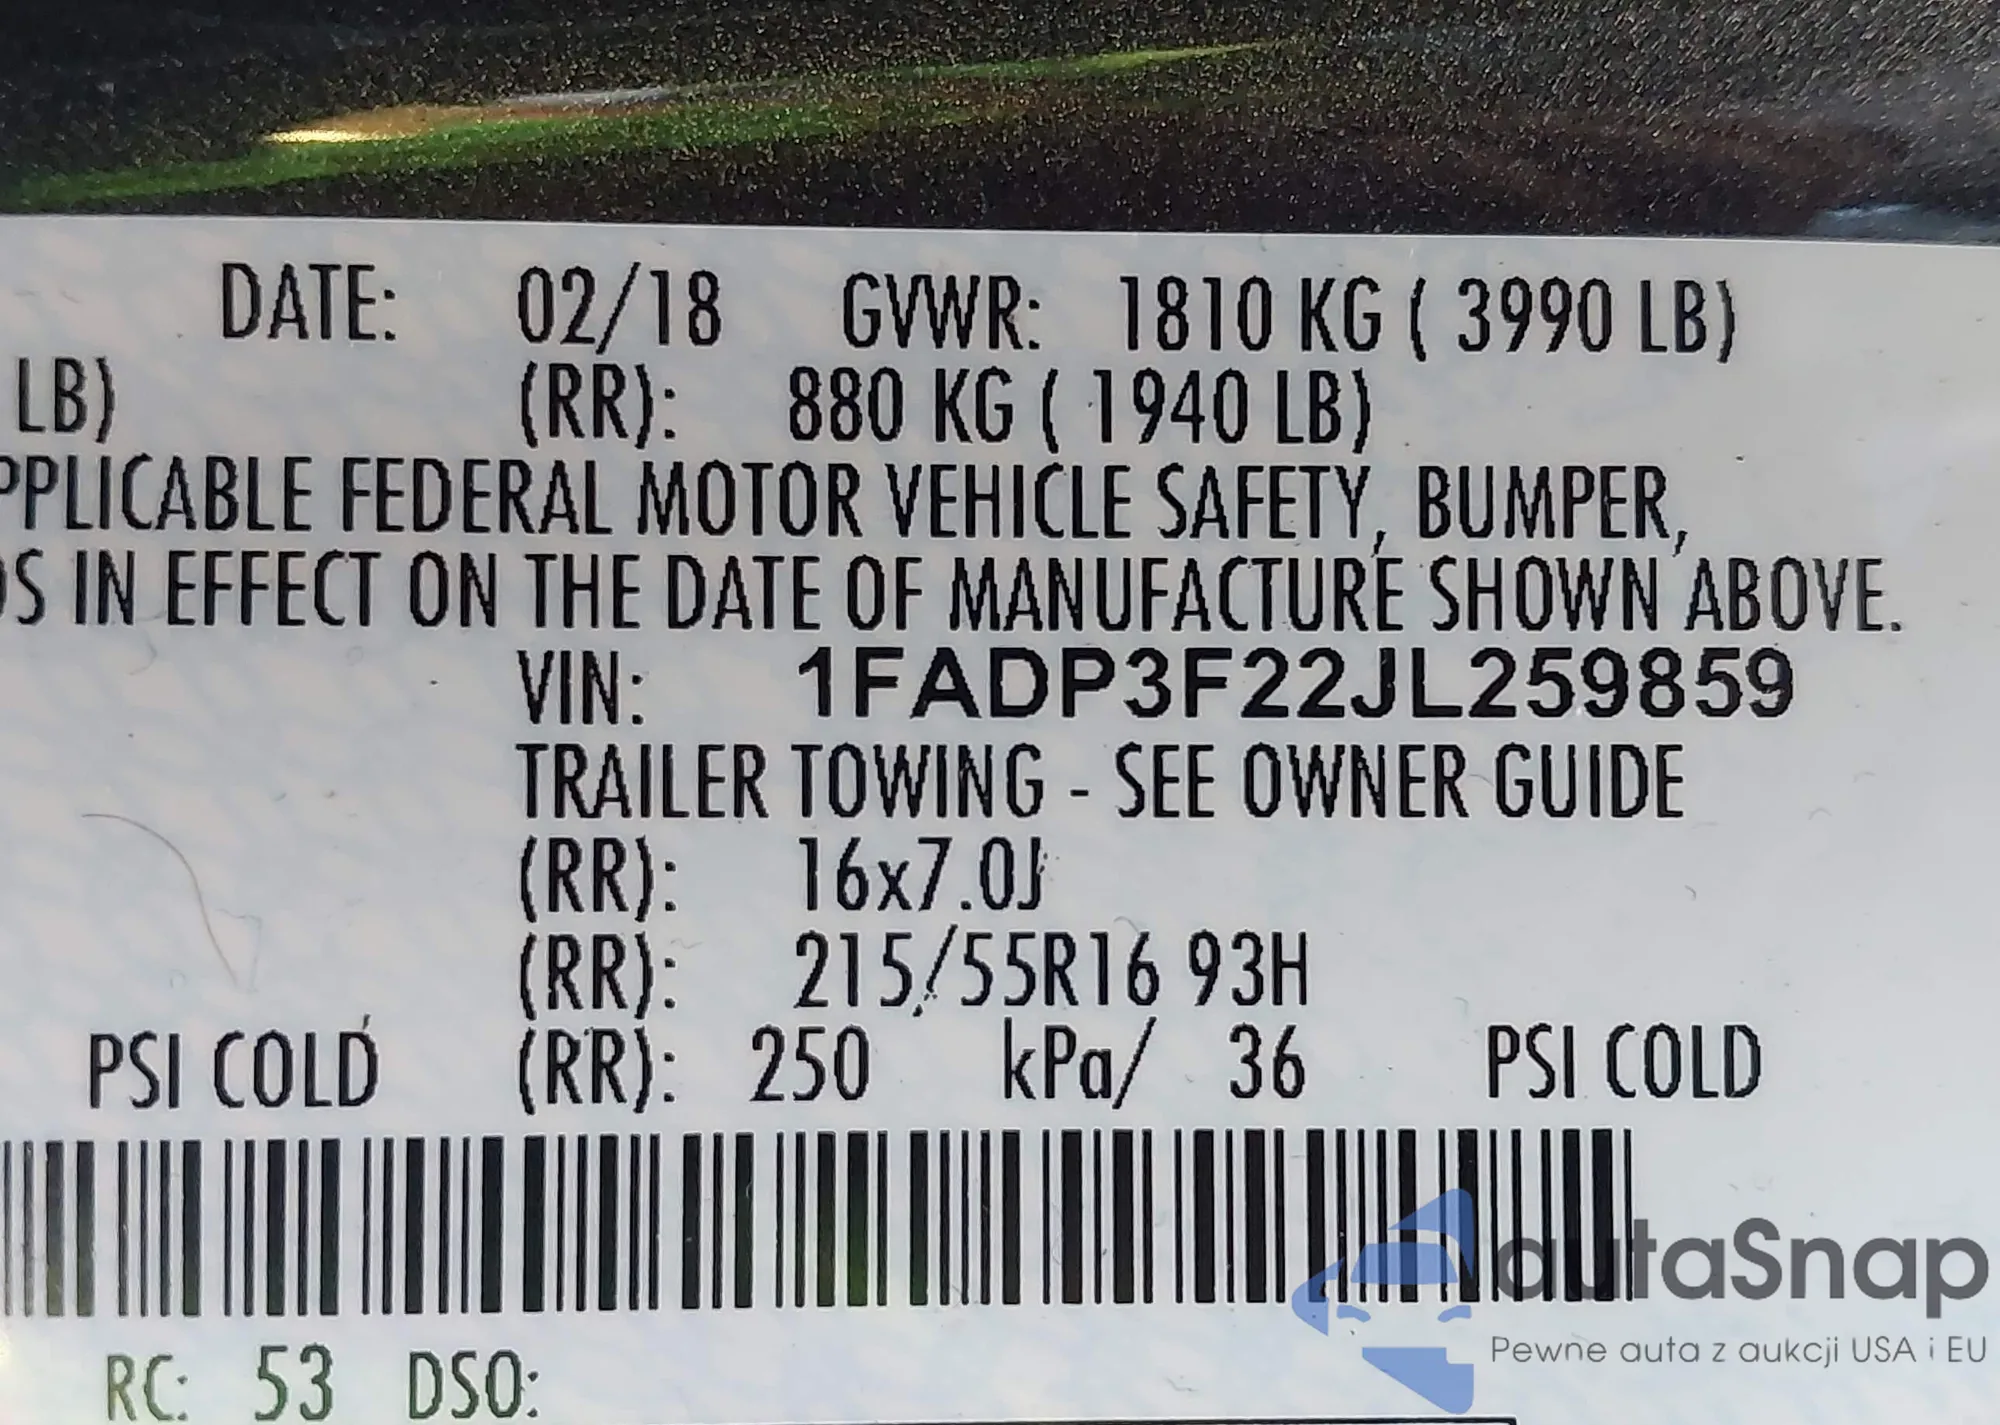 DATE: 02/18 GVWR: 1810 KG ( 3990 LB)
LB) (RR): 880 KG ( 1940 LB)
PPLICABLE FEDERAL MOTOR VEHICLE SAFETY, BUMPER,
DS IN EFFECT ON THE DATE OF MANUFACTURE SHOWN ABOVE.
VIN: 1FADP3F22JL259859
TRAILER TOWING - SEE OWNER GUIDE
(RR): 16x7.0J
(RR): 215/55R16 93H
PSI COLD (RR): 250 kPa/ 36 PSI COLD
autaSnap
Pewne auta z aukcji USA i EU
RC: 53 DSO: